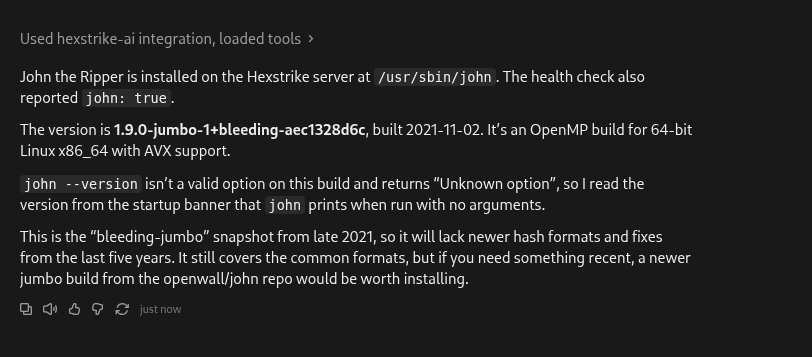 Used hexstrike-ai integration, loaded tools >
John the Ripper is installed on the Hexstrike server at /usr/sbin/john. The health check also
reported john: true.
The version is 1.9.0-jumbo-1+bleeding-aec1328d6c, built 2021-11-02. It’s an OpenMP build for 64-bit
Linux x86_64 with AVX support.
john --version isn’t a valid option on this build and returns “Unknown option”, so I read the
version from the startup banner that john prints when run with no arguments.
This is the “bleeding-jumbo” snapshot from late 2021, so it will lack newer hash formats and fixes
from the last five years. It still covers the common formats, but if you need something recent, a newer
jumbo build from the openwall/john repo would be worth installing.
just now